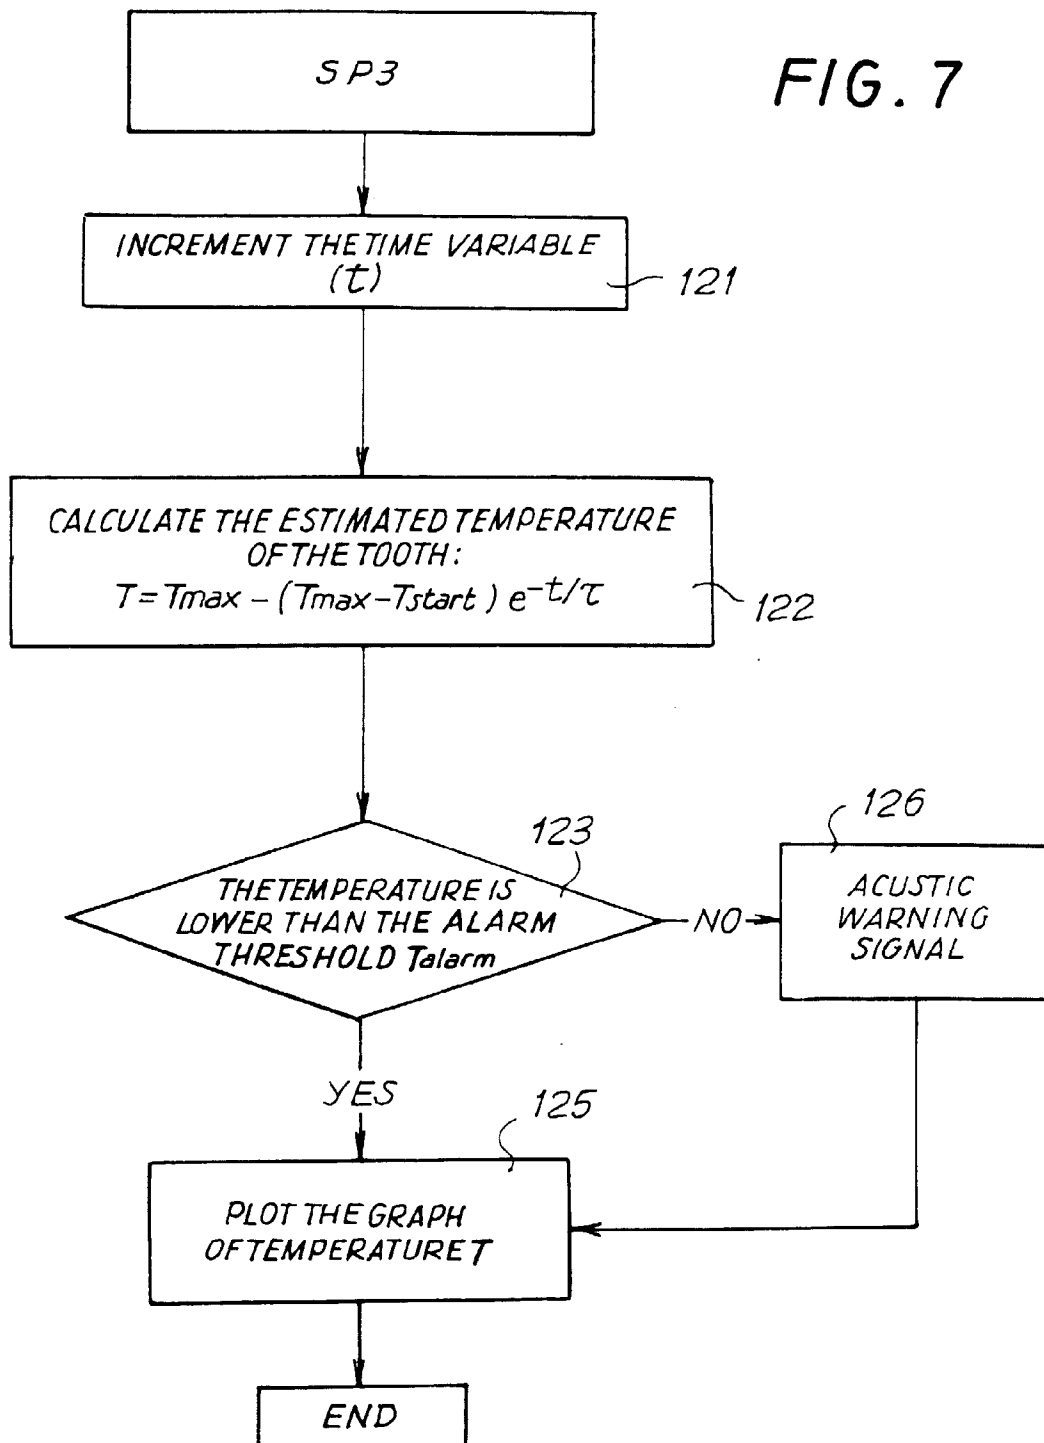 SP3
FIG. 7
INCREMENT THE TIME VARIABLE
(t)
121
CALCULATE THE ESTIMATED TEMPERATURE
OF THE TOOTH:
T = Tmax - (Tmax - Tstart) e^-t/τ
122
123
THE TEMPERATURE IS
LOWER THAN THE ALARM
THRESHOLD Talarm
NO
126
ACUSTIC
WARNING
SIGNAL
YES
125
PLOT THE GRAPH
OF TEMPERATURE T
END